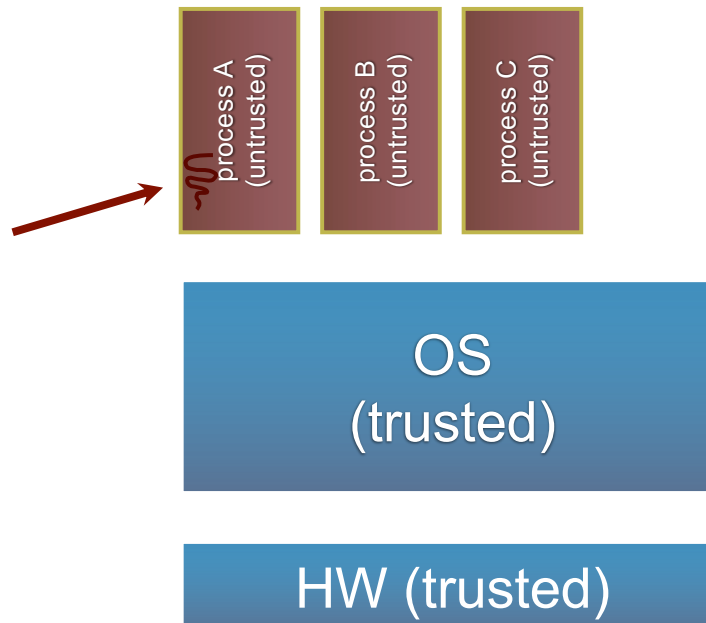 process A
(untrusted)
process B
(untrusted)
process C
(untrusted)
OS
(trusted)
HW (trusted)